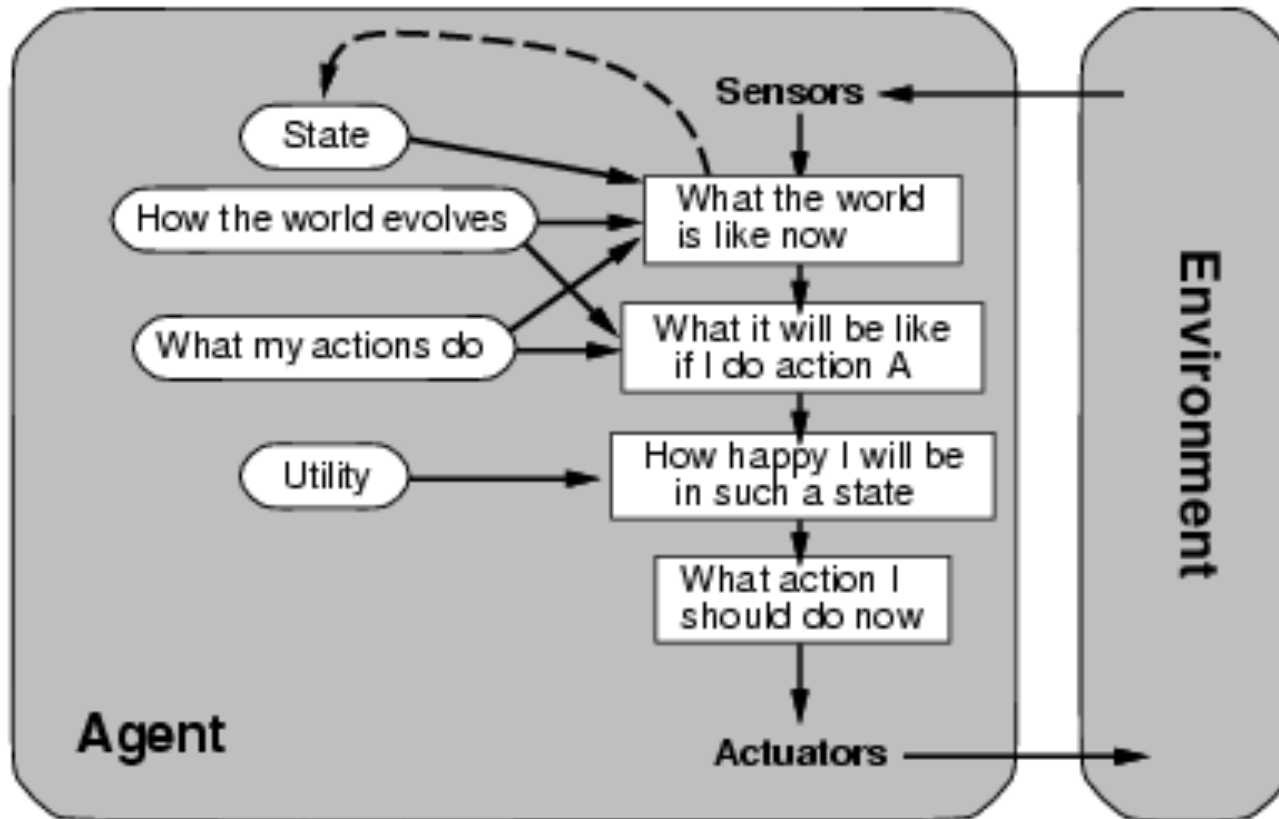 Sensors
State
What the world
is like now
How the world evolves
What it will be like
if I do action A
What my actions do
How happy I will be
in such a state
Utility
What action I
should do now
Agent
Actuators
Environment